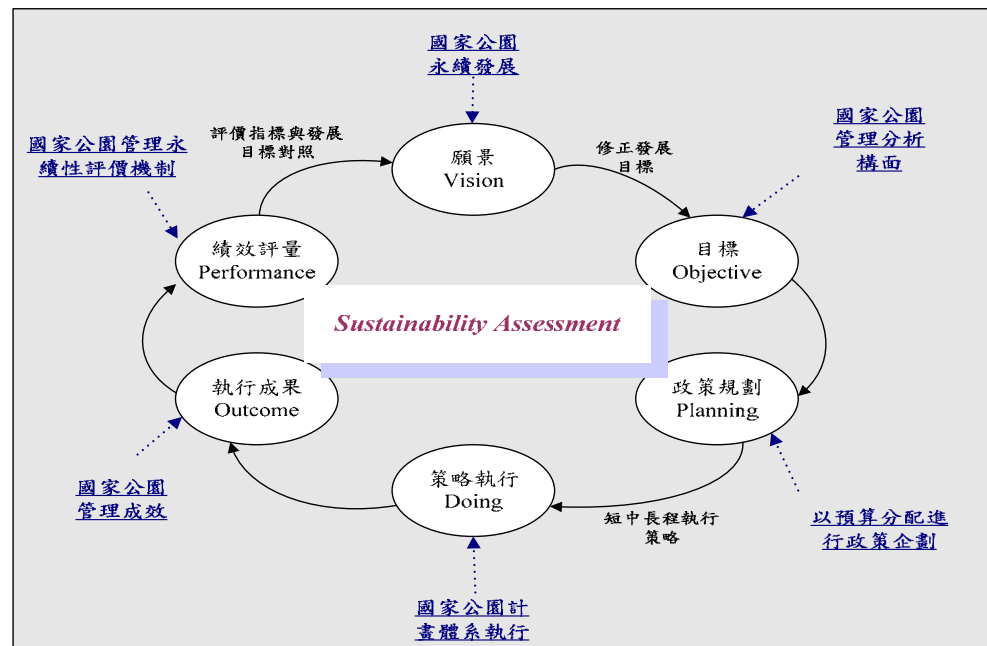 國家公園
永續發展
國家公園
管理分析
構面
國家公園管理永
續性評價機制
評價指標與發展
目標對照
願景
Vision
修正發展
目標
績效評量
Performance
目標
Objective
Sustainability Assessment
執行成果
Outcome
政策規劃
Planning
策略執行
Doing
國家公園
管理成效
短中長程執行
策略
以預算分配進
行政策企劃
國家公園計
畫體系執行